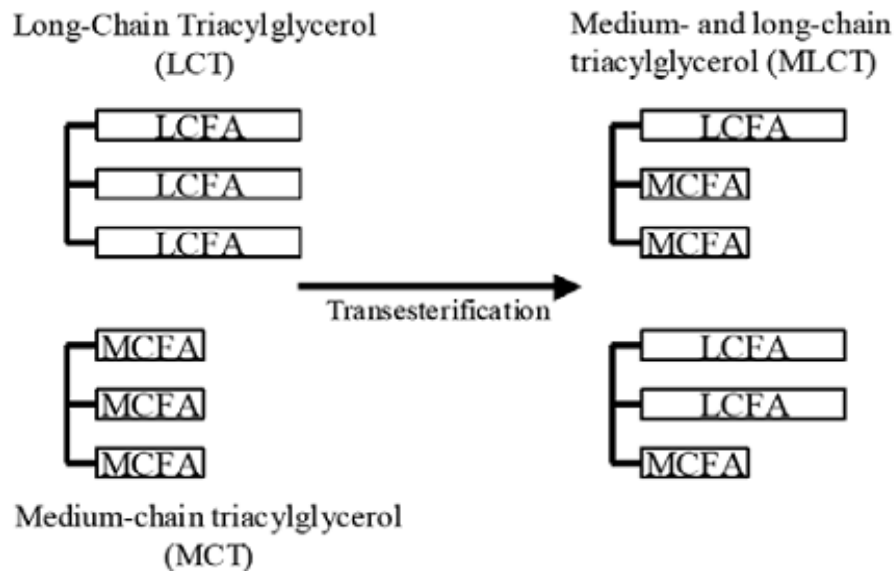 Long-Chain Triacylglycerol
(LCT)
LCFA
LCFA
LCFA
MCFA
MCFA
MCFA
Medium-chain triacylglycerol
(MCT)
Transesterification
Medium- and long-chain
triacylglycerol (MLCT)
LCFA
MCFA
MCFA
LCFA
LCFA
MCFA